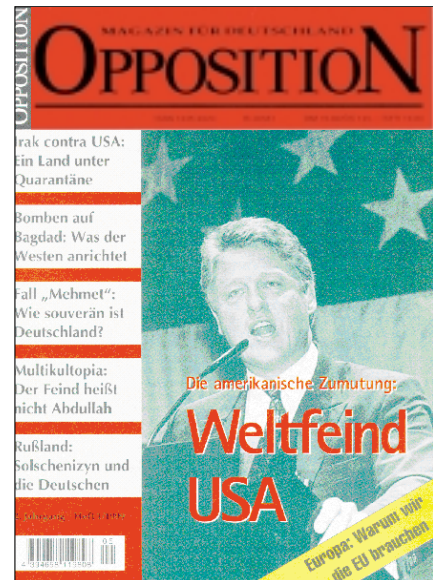 OPPOSITION
MAGAZIN FÜR DEUTSCHLAND
OPPOSITION
Irak contra USA:
Ein Land unter
Quarantäne
Bomben auf
Bagdad: Was der
Westen anrichtet
Fall „Mehmet“:
Wie souverän ist
Deutschland?
Multikultopia:
Der Feind heißt
nicht Abdullah
Rußland:
Solschenizyn und
die Deutschen
Die amerikanische Zumutung:
Weltfeind
USA
Europa: Warum wir
die EU brauchen